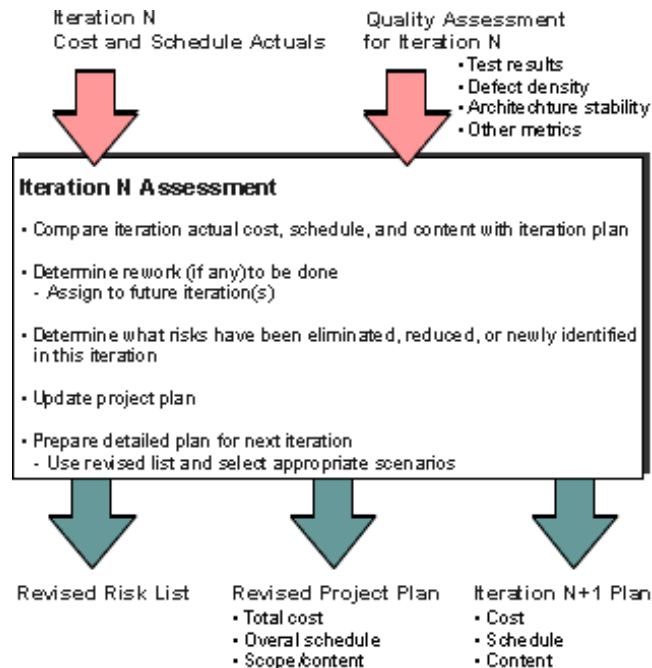 Iteration N
Cost and Schedule Actuals
Quality Assessment
for Iteration N
• Test results
• Defect density
• Architechture stability
• Other metrics
Iteration N Assessment
• Compare iteration actual cost, schedule, and content with iteration plan
• Determine rework (if any)to be done
- Assign to future iteration(s)
• Determine what risks have been eliminated, reduced, or newly identified
in this iteration
• Update project plan
• Prepare detailed plan for next iteration
- Use revised list and select appropriate scenarios
Revised Risk List
Revised Project Plan
• Total cost
• Overal schedule
• Scope/content
Iteration N+1 Plan
• Cost
• Schedule
• Content